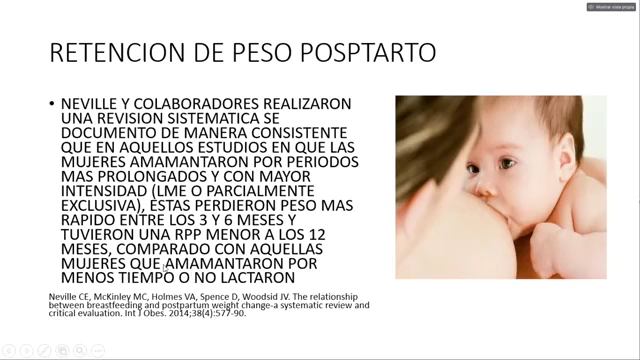 Mostrar vista propia
RETENCION DE PESO POSPTARTO
• NEVILLE Y COLABORADORES REALIZARON
UNA REVISION SISTEMATICA SE
DOCUMENTO DE MANERA CONSISTENTE
QUE EN AQUELLOS ESTUDIOS EN QUE LAS
MUJERES AMAMANTARON POR PERIODOS
MAS PROLONGADOS Y CON MAYOR
INTENSIDAD (LME O PARCIALMENTE
EXCLUSIVA), ÉSTAS PERDIERON PESO MAS
RAPIDO ENTRE LOS 3 Y 6 MESES Y
TUVIERON UNA RPP MENOR A LOS 12
MESES, COMPARADO CON AQUELLAS
MUJERES QUE AMAMANTARON POR
MENOS TIEMPO O NO LACTARON
Neville CE, McKinley MC, Holmes VA, Spence D, Woodsid JV. The relationship
between breastfeeding and postpartum weight change-a systematic review and
critical evaluation. Int J Obes. 2014;38(4):577-90.